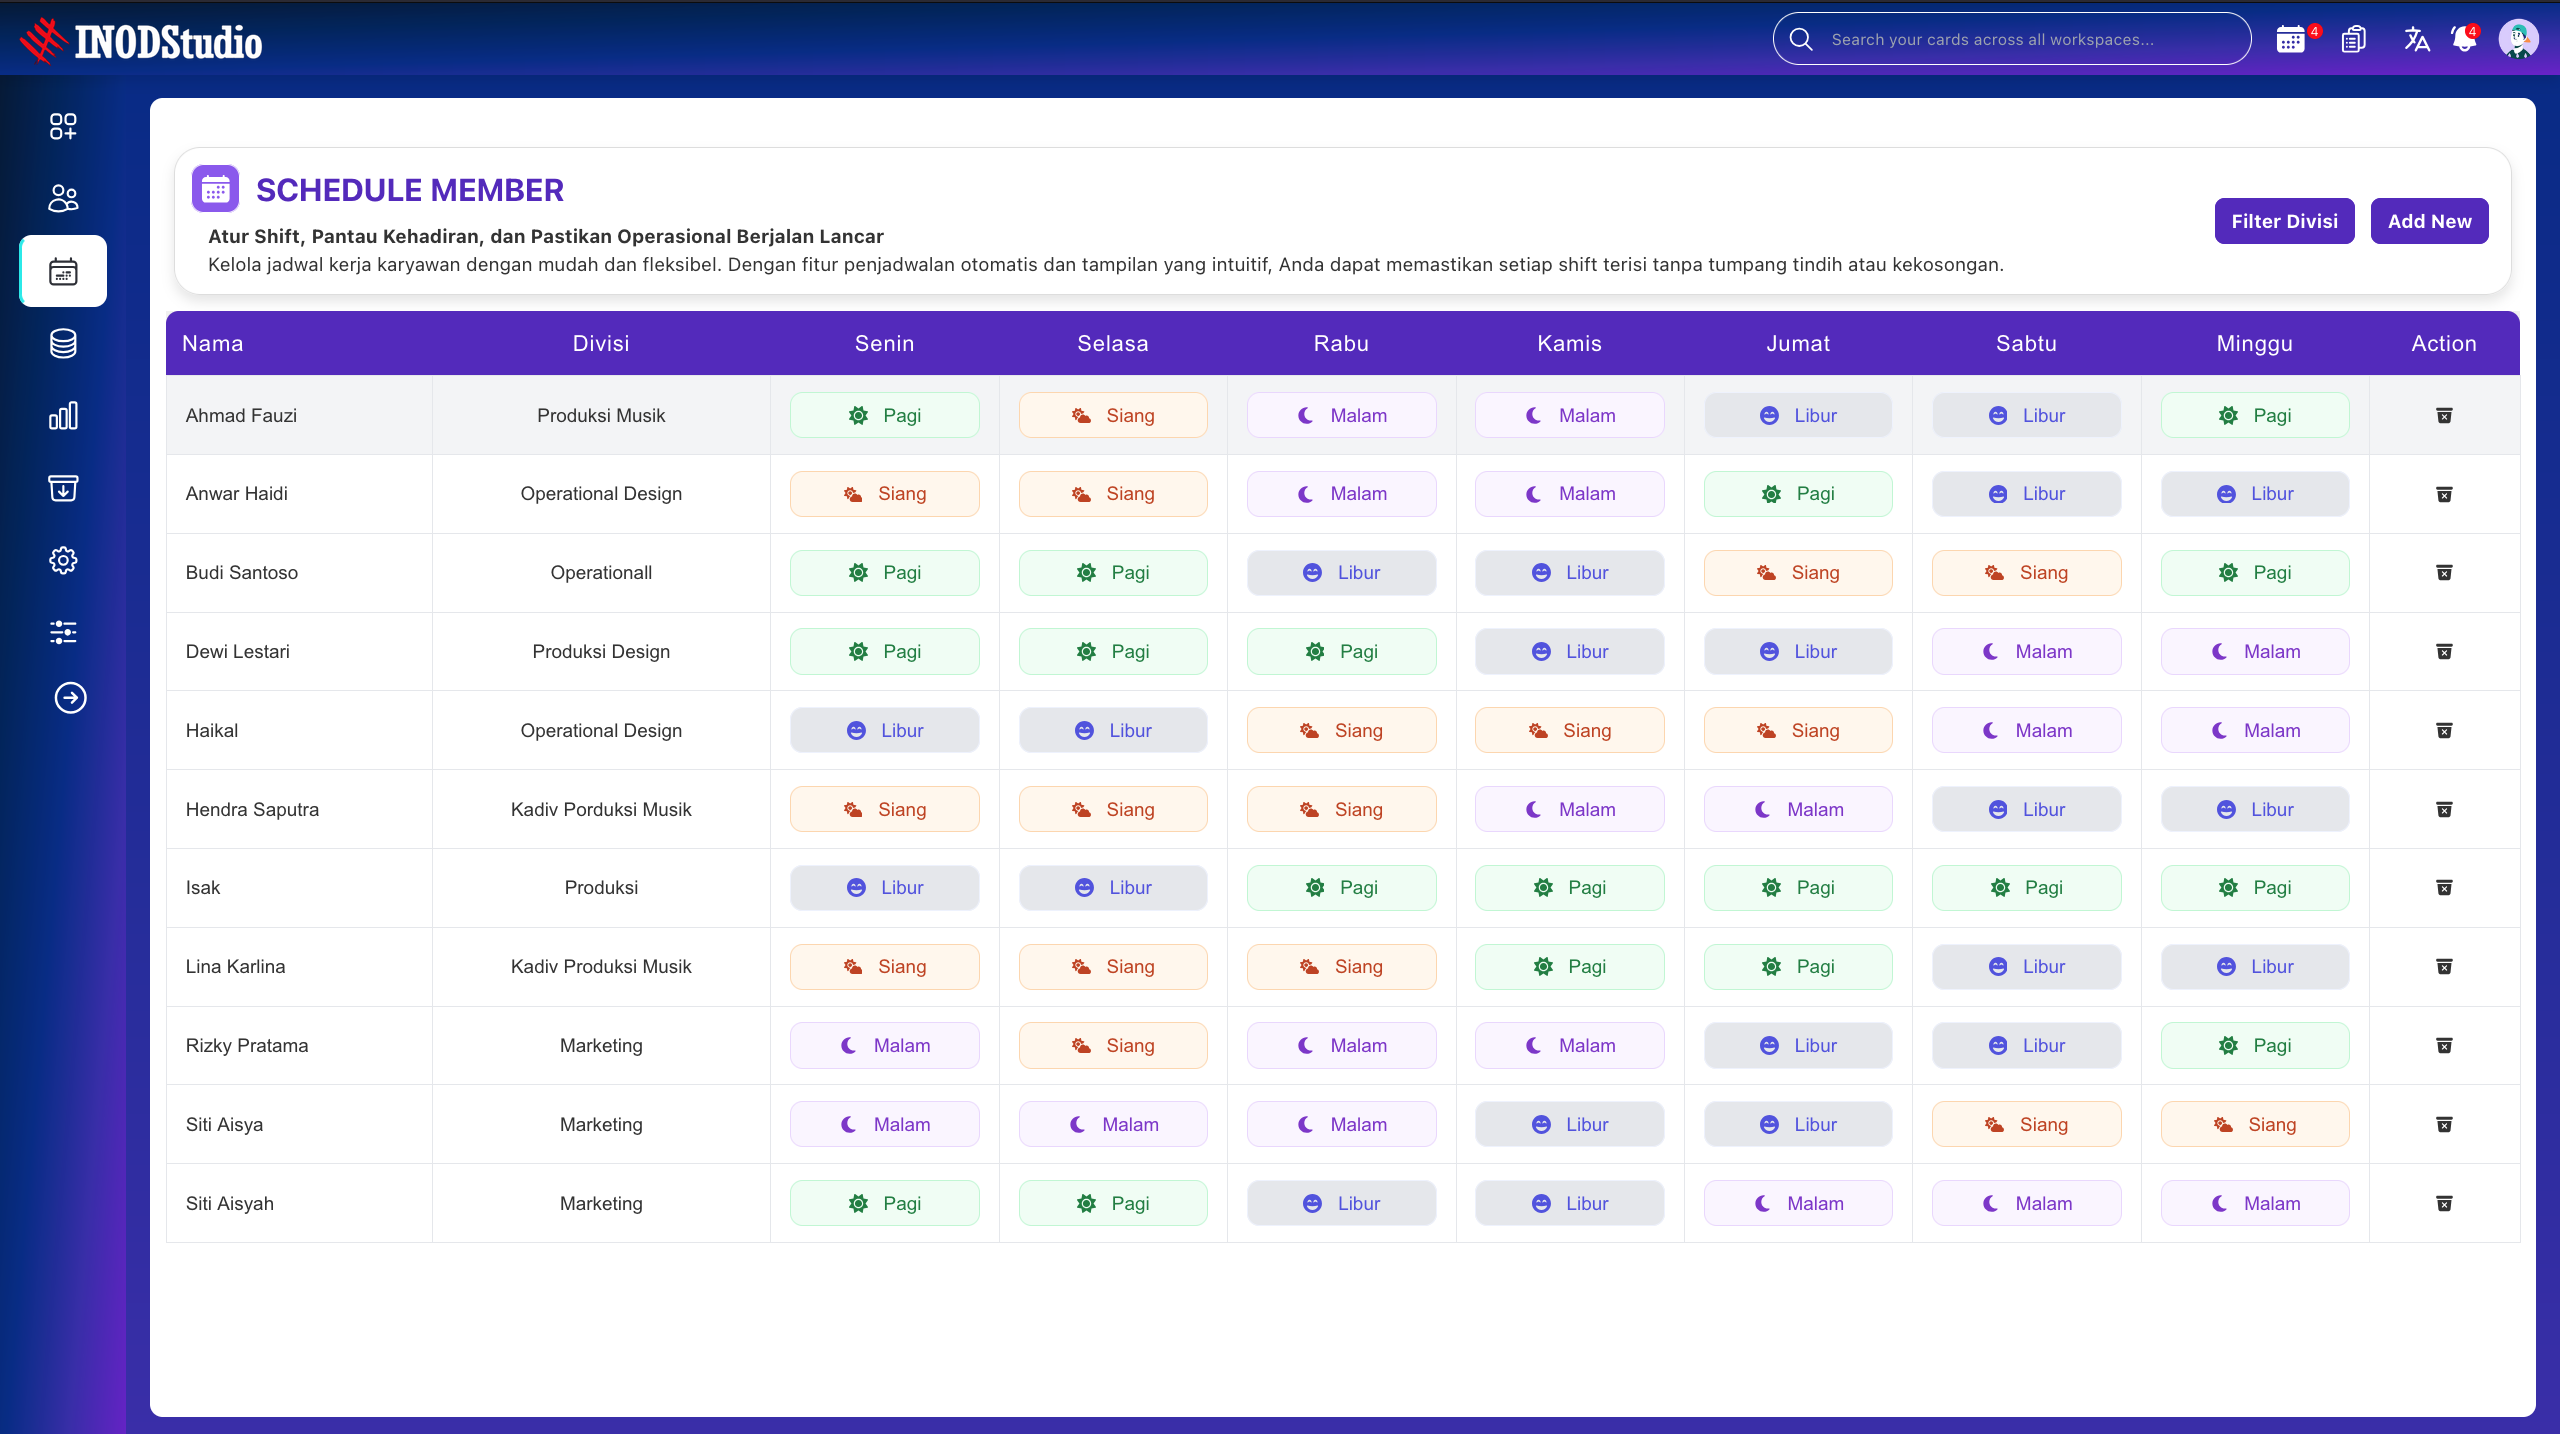 INODStudio
Search your cards across all workspaces...
4
4
SCHEDULE MEMBER
Atur Shift, Pantau Kehadiran, dan Pastikan Operasional Berjalan Lancar
Kelola jadwal kerja karyawan dengan mudah dan fleksibel. Dengan fitur penjadwalan otomatis dan tampilan yang intuitif, Anda dapat memastikan setiap shift terisi tanpa tumpang tindih atau kekosongan.
Filter Divisi
Add New
Nama Divisi Senin Selasa Rabu Kamis Jumat Sabtu Minggu Action
Ahmad Fauzi Produksi Musik Pagi Siang Malam Malam Libur Libur Pagi
Anwar Haidi Operational Design Siang Siang Malam Malam Pagi Libur Libur
Budi Santoso Operationall Pagi Pagi Libur Libur Siang Siang Pagi
Dewi Lestari Produksi Design Pagi Pagi Pagi Libur Libur Malam Malam
Haikal Operational Design Libur Libur Siang Siang Siang Malam Malam
Hendra Saputra Kadiv Porduksi Musik Siang Siang Siang Malam Malam Libur Libur
Isak Produksi Libur Libur Pagi Pagi Pagi Pagi Pagi
Lina Karlina Kadiv Produksi Musik Siang Siang Siang Pagi Pagi Libur Libur
Rizky Pratama Marketing Malam Siang Malam Malam Libur Libur Pagi
Siti Aisya Marketing Malam Malam Malam Libur Libur Siang Siang
Siti Aisyah Marketing Pagi Pagi Libur Libur Malam Malam Malam